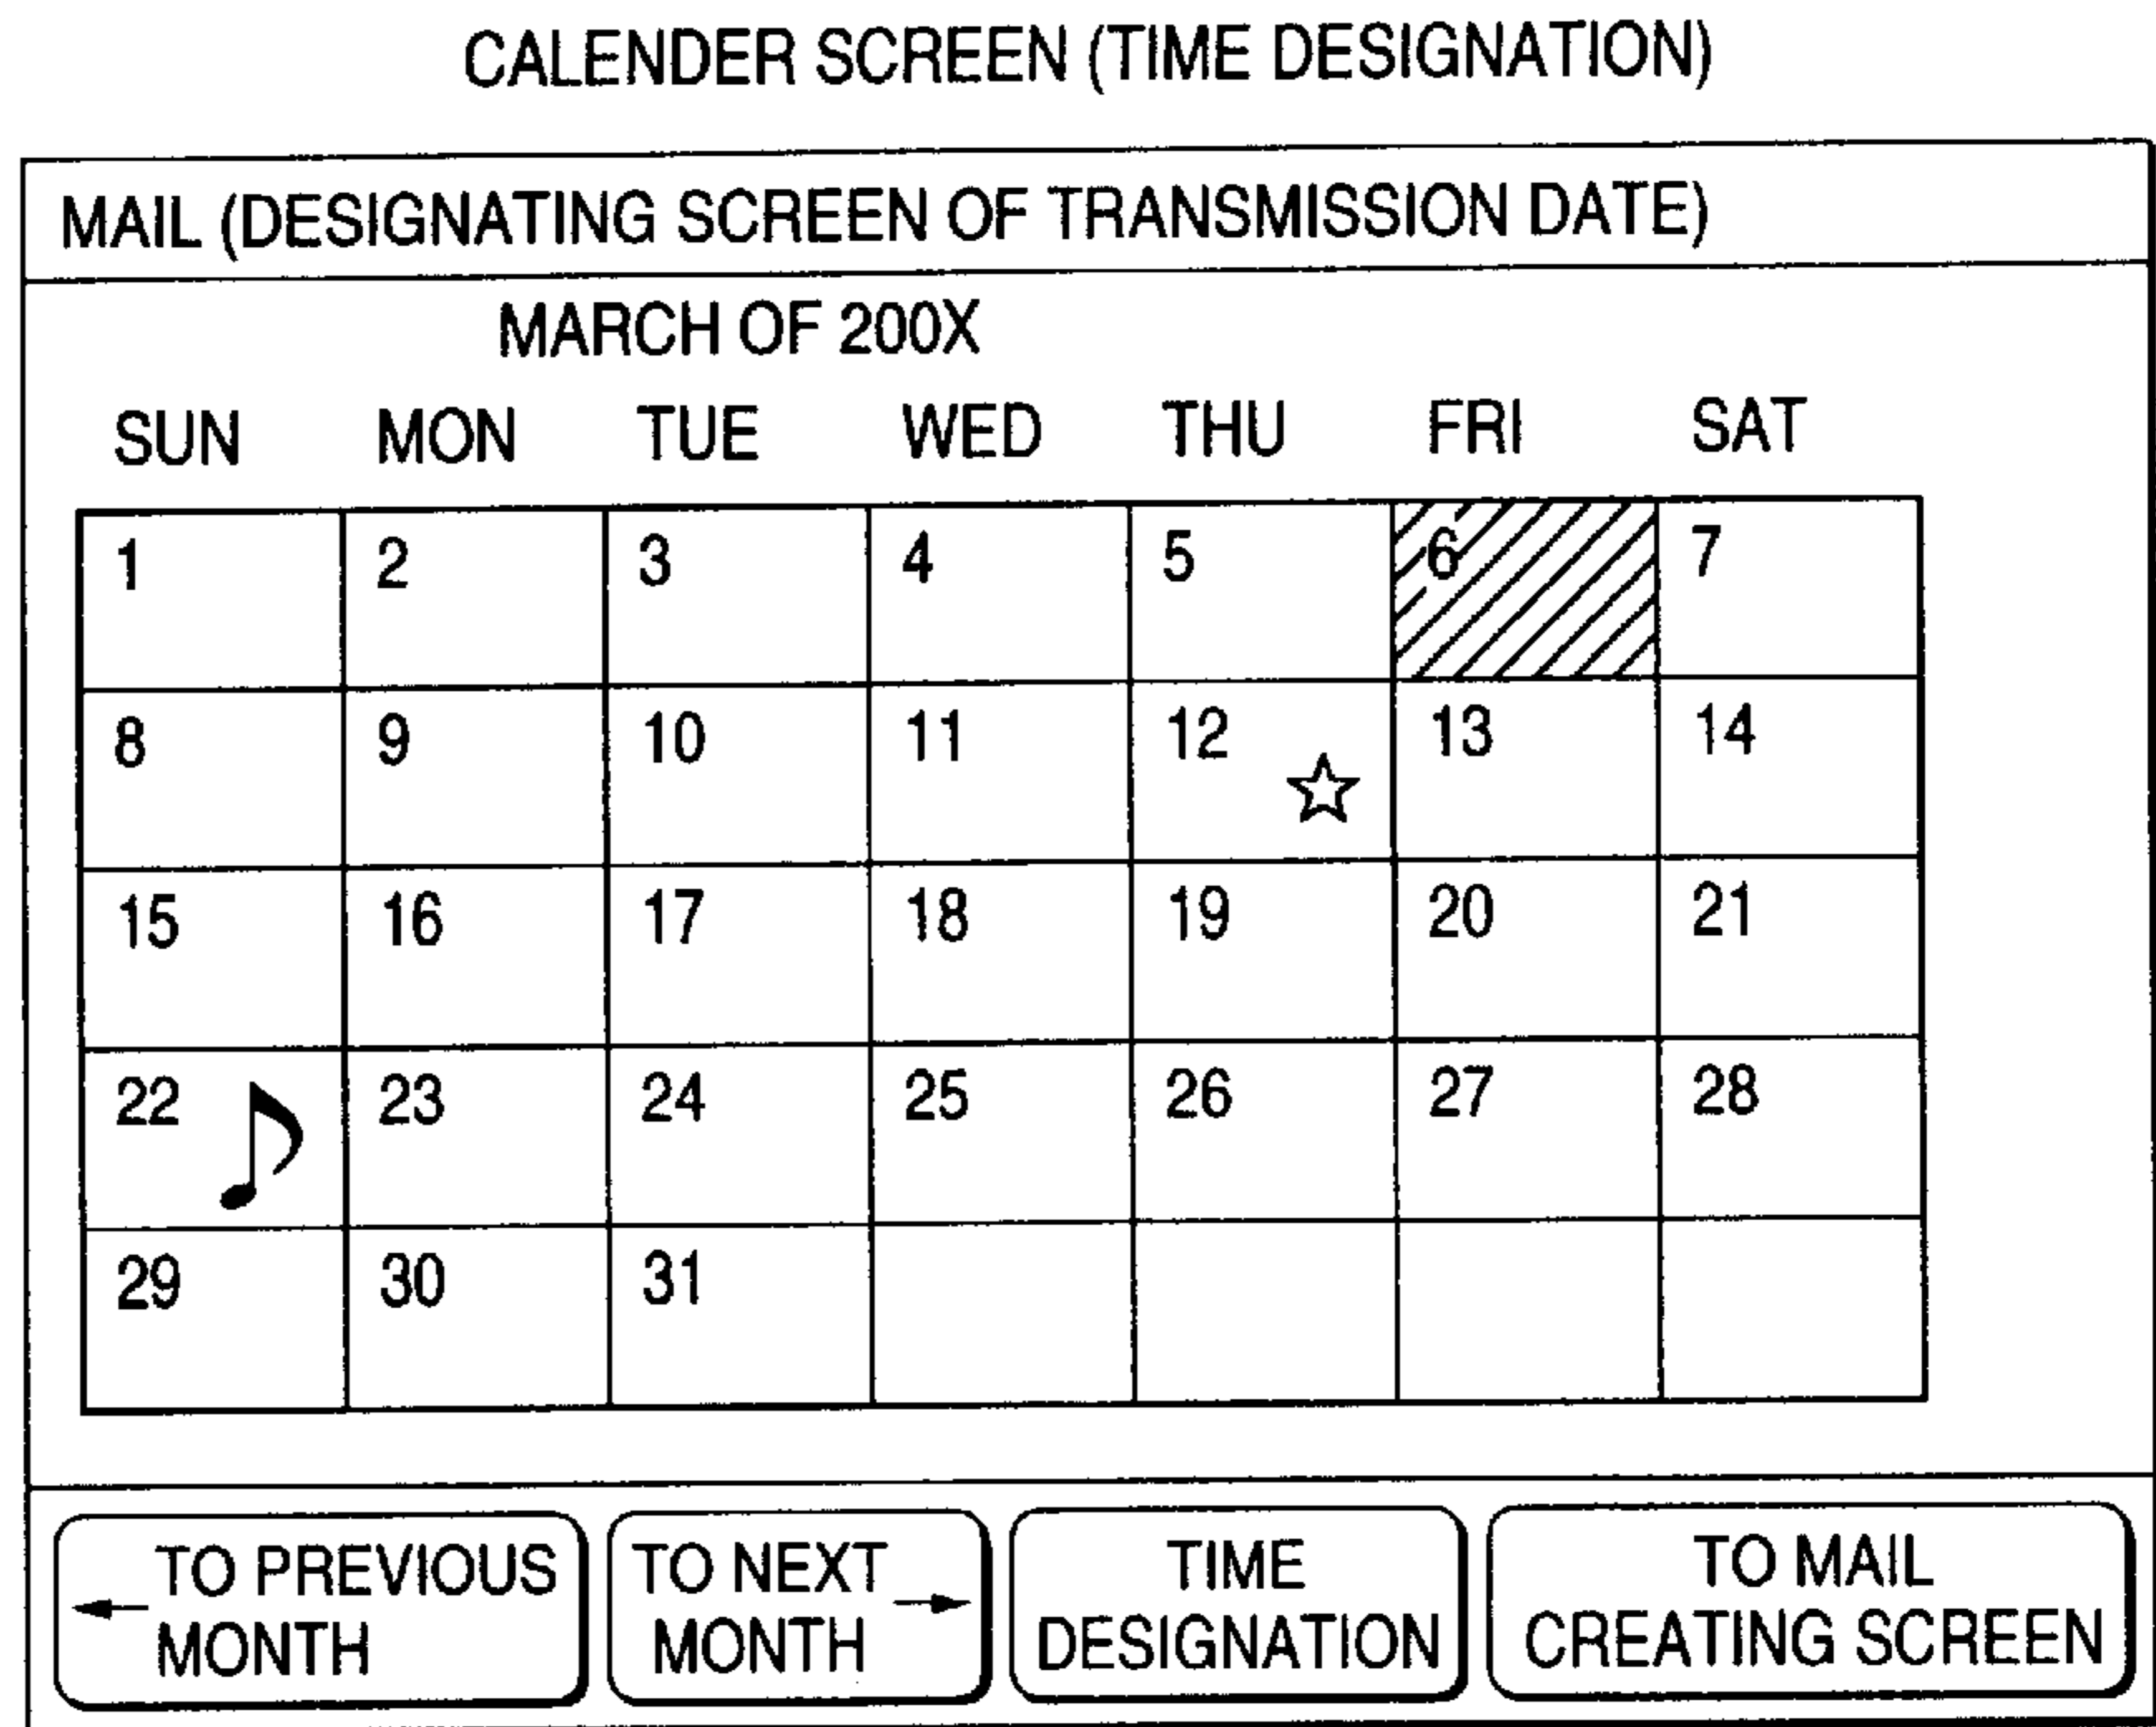 CALENDER SCREEN (TIME DESIGNATION)
MAIL (DESIGNATING SCREEN OF TRANSMISSION DATE)
MARCH OF 200X
SUN MON TUE WED THU FRI SAT
1 2 3 4 5 6 7
8 9 10 11 12 13 14
15 16 17 18 19 20 21
22 23 24 25 26 27 28
29 30 31
TO PREVIOUS
MONTH
TO NEXT
MONTH
TIME
DESIGNATION
TO MAIL
CREATING SCREEN